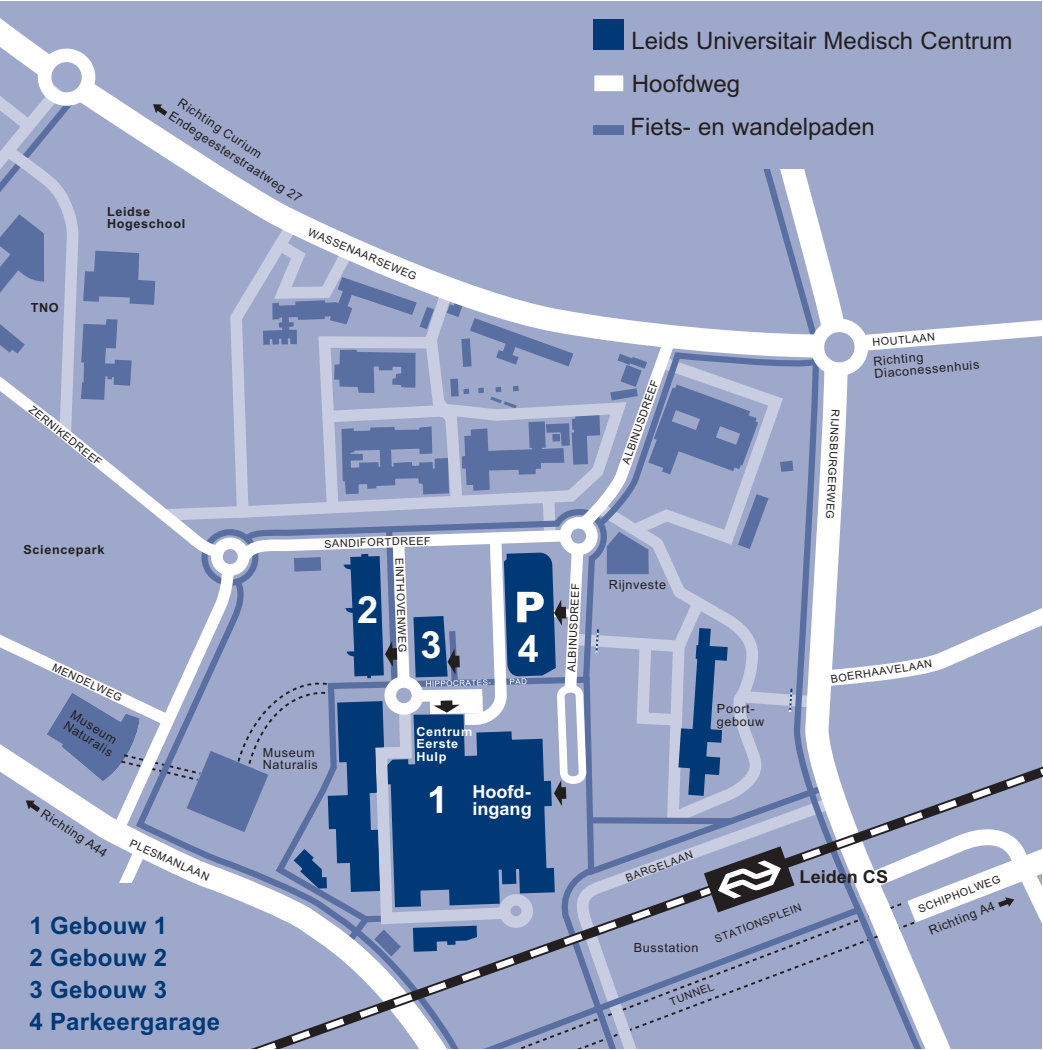 Leids Universitair Medisch Centrum
Hoofdweg
Fiets- en wandelpaden
Richting Curium
Endegeesterstraatweg 27
Leidse
Hogeschool
WASSENAARSEWEG
TNO
HOUTLAAN
Richting
Diaconessenhuis
ZERNIKEDREEF
ALBINUSDREEF
RIJNSBURGERWEG
Sciencepark
SANDIFORTDREEF
EINTHOVENWEG
2
3
P
4
ALBINUSDREEF
Rijnveste
HIPPOCRATES-
PAD
MENDELWEG
BOERHAAVELAAN
Museum
Naturalis
Museum
Naturalis
Poort-
gebouw
Centrum
Eerste
Hulp
1
Hoofd-
ingang
Richting A44
PLESMANLAAN
BARGELAAN
Leiden CS
SCHIPHOLWEG
Richting A4
STATIONSPLEIN
Busstation
TUNNEL
1 Gebouw 1
2 Gebouw 2
3 Gebouw 3
4 Parkeergarage